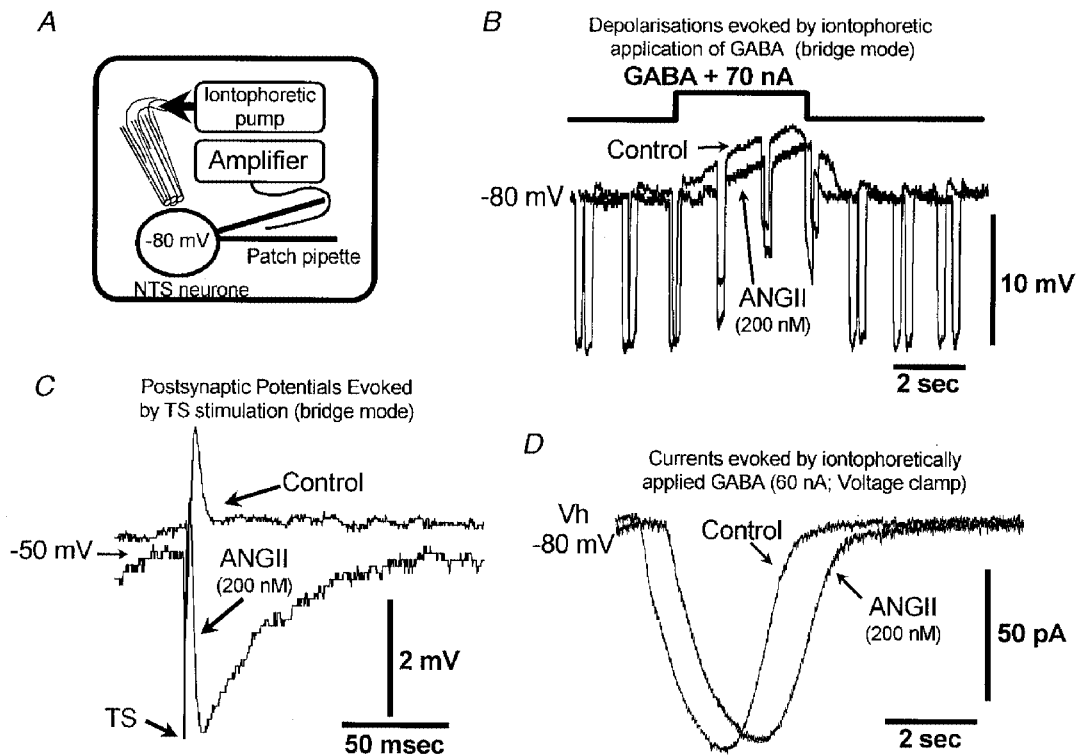 A
Iontophoretic
pump
Amplifier
-80 mV
Patch pipette
NTS neurone
B
Depolarisations evoked by iontophoretic
application of GABA (bridge mode)
GABA + 70 nA
Control
-80 mV
ANGII
(200 nM)
10 mV
2 sec
C
Postsynaptic Potentials Evoked
by TS stimulation (bridge mode)
Control
-50 mV
ANGII
(200 nM)
2 mV
TS
50 msec
D
Currents evoked by iontophoretically
applied GABA (60 nA; Voltage clamp)
Vh
-80 mV
Control
ANGII
(200 nM)
50 pA
2 sec